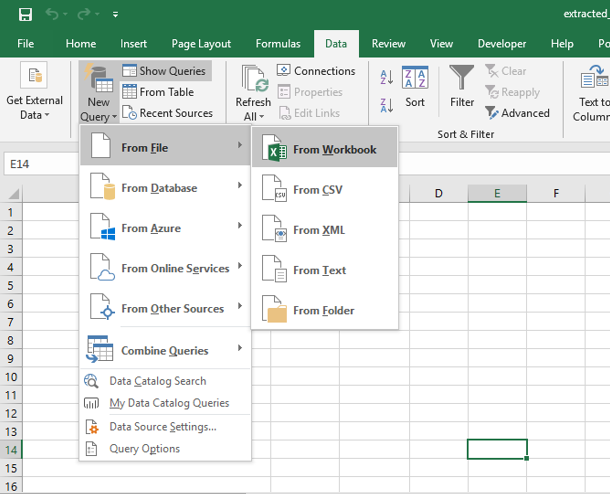 extracted_
File Home Insert Page Layout Formulas Data Review View Developer Help Po
Get External Data
New Query
Show Queries
From Table
Recent Sources
Refresh All
Connections
Properties
Edit Links
Sort
Filter
Clear
Reapply
Advanced
Text to
Column
Sort & Filter
E14
From File
From Database
From Azure
From Online Services
From Other Sources
Combine Queries
Data Catalog Search
My Data Catalog Queries
Data Source Settings...
Query Options
From Workbook
From CSV
From XML
From Text
From Folder
D E F
1
2
3
4
5
6
7
8
9
10
11
12
13
14
15
16